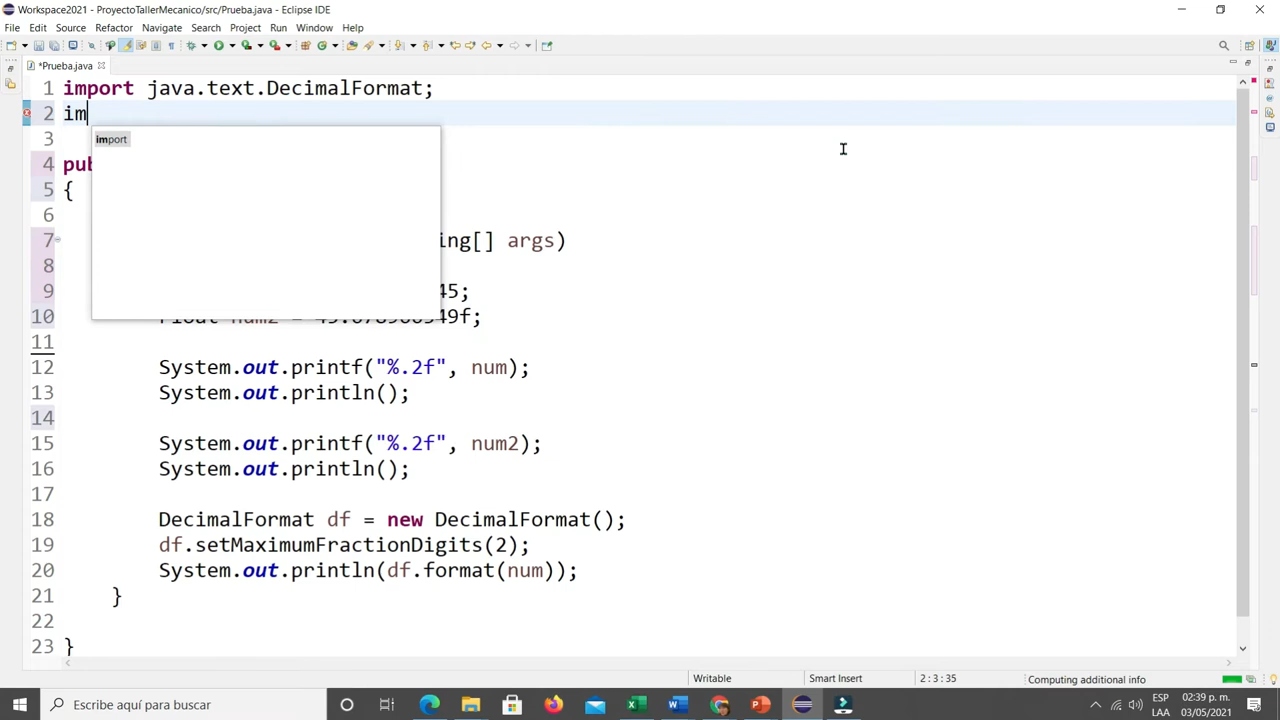 Workspace2021 - ProyectoTallerMecanico/src/Prueba.java - Eclipse IDE
File Edit Source Refactor Navigate Search Project Run Window Help
*Prueba.java
1 import java.text.DecimalFormat;
2 im
import
3
4 pub
5 {
6
7 ing[] args)
8
9 45;
10 num2 = 49f;
11
12 System.out.printf("%.2f", num);
13 System.out.println();
14
15 System.out.printf("%.2f", num2);
16 System.out.println();
17
18 DecimalFormat df = new DecimalFormat();
19 df.setMaximumFractionDigits(2);
20 System.out.println(df.format(num));
21 }
22
23 }
Writable Smart Insert 2 : 3 : 35 Computing additional info
Escribe aquí para buscar
ESP 02:39 p. m.
LAA 03/05/2021